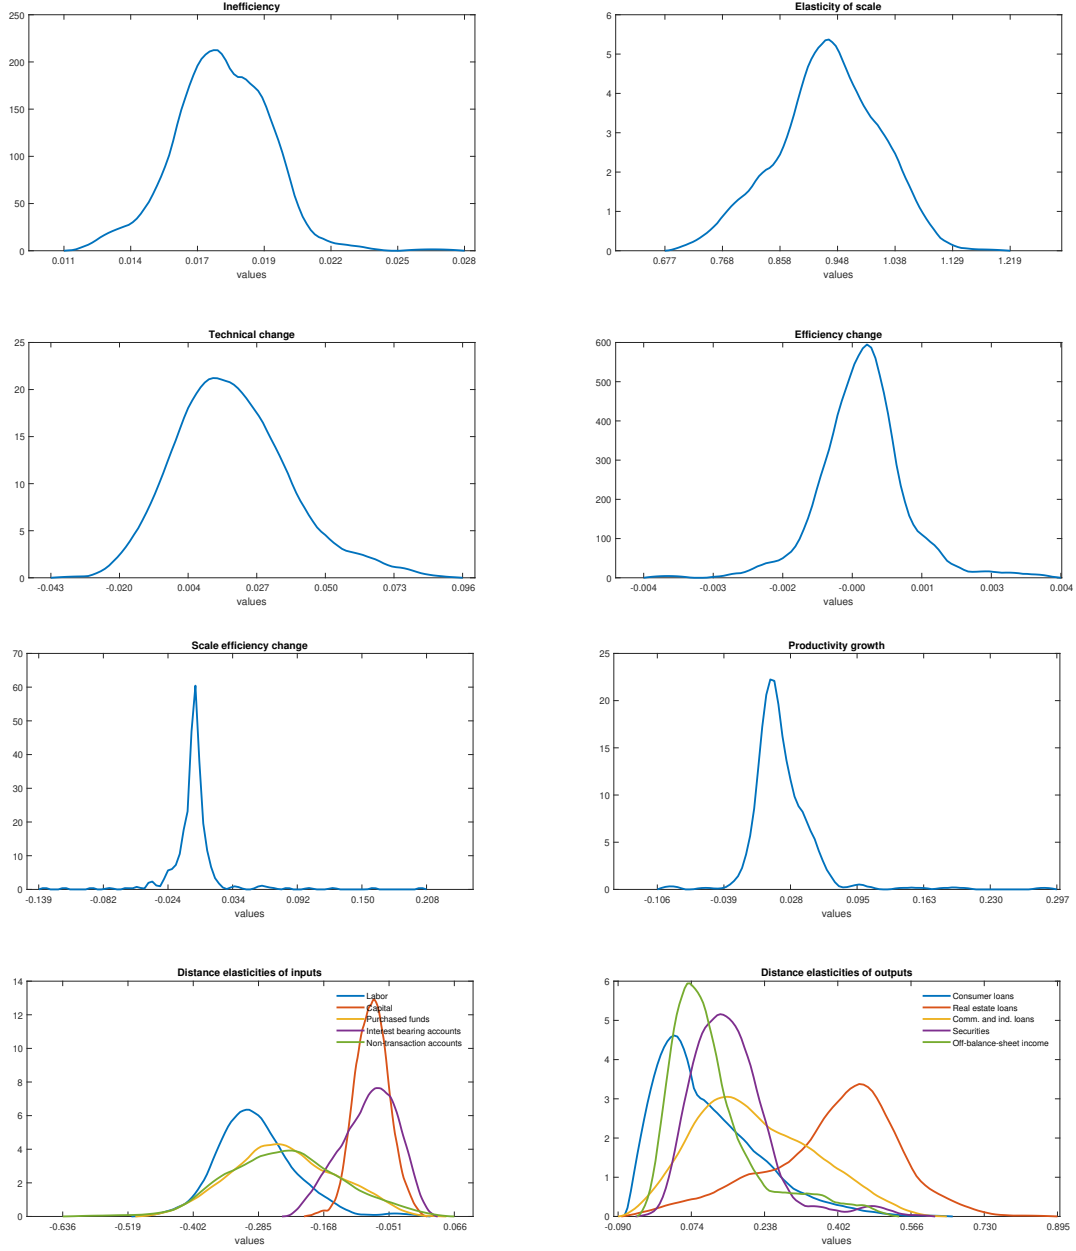 Inefficiency
250
200
150
100
50
0
0.011 0.014 0.017 0.019 0.022 0.025 0.028
values
Elasticity of scale
6
5
4
3
2
1
0
0.677 0.768 0.858 0.948 1.038 1.129 1.219
values
Technical change
25
20
15
10
5
0
-0.043 -0.020 0.004 0.027 0.050 0.073 0.096
values
Efficiency change
600
500
400
300
200
100
0
-0.004 -0.003 -0.002 -0.000 0.001 0.003 0.004
values
Scale efficiency change
70
60
50
40
30
20
10
0
-0.139 -0.082 -0.024 0.034 0.092 0.150 0.208
values
Productivity growth
25
20
15
10
5
0
-0.106 -0.039 0.028 0.095 0.163 0.230 0.297
values
Distance elasticities of inputs
14
12
10
8
6
4
2
0
Labor
Capital
Purchased funds
Interest bearing accounts
Non-transaction accounts
-0.636 -0.519 -0.402 -0.285 -0.168 -0.051 0.066
values
Distance elasticities of outputs
6
5
4
3
2
1
0
Consumer loans
Real estate loans
Comm. and ind. loans
Securities
Off-balance-sheet income
-0.090 0.074 0.238 0.402 0.566 0.730 0.895
values